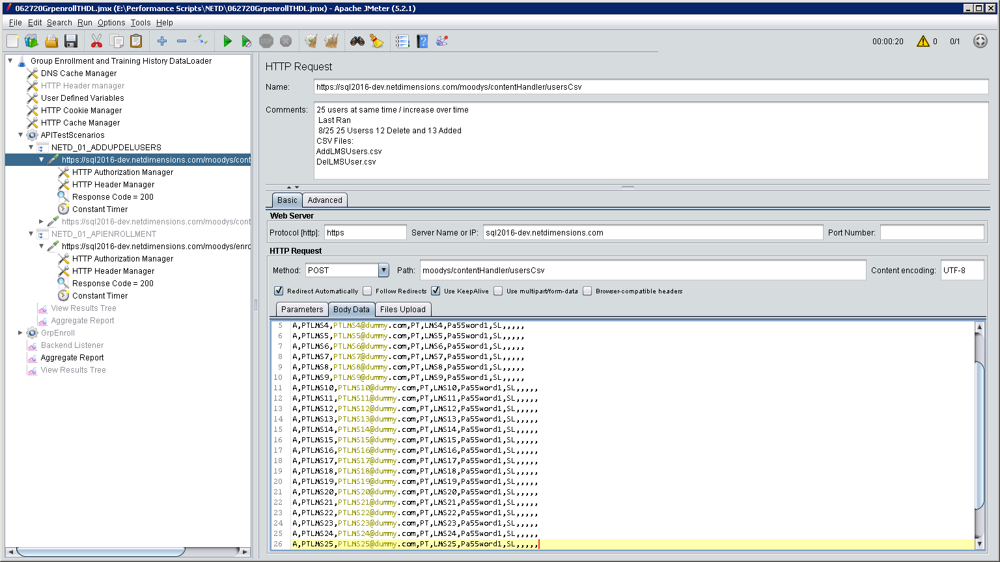 062720GrpenrollTHDL.jmx (E:\Performance Scripts\NETD\062720GrpenrollTHDL.jmx) - Apache JMeter (5.2.1)
File Edit Search Run Options Tools Help
00:00:20 0 0/1
Group Enrollment and Training History DataLoader
DNS Cache Manager
HTTP Header manager
User Defined Variables
HTTP Cookie Manager
HTTP Cache Manager
APITestScenarios
NETD_01_ADDUPDELUSERS
https://sql2016-dev.netdimensions.com/moodys/cont
HTTP Authorization Manager
HTTP Header Manager
Response Code = 200
Constant Timer
https://sql2016-dev.netdimensions.com/moodys/cont
NETD_01_APIENROLLMENT
https://sql2016-dev.netdimensions.com/moodys/enro
HTTP Authorization Manager
HTTP Header Manager
Response Code = 200
Constant Timer
View Results Tree
Aggregate Report
GrpEnroll
Backend Listener
Aggregate Report
View Results Tree
HTTP Request
Name: https://sql2016-dev.netdimensions.com/moodys/contentHandler/usersCsv
Comments: 25 users at same time / increase over time
Last Ran
8/25 25 Userss 12 Delete and 13 Added
CSV Files:
AddLMSUsers.csv
DelLMSUser.csv
Basic Advanced
Web Server
Protocol [http]: https Server Name or IP: sql2016-dev.netdimensions.com Port Number:
HTTP Request
Method: POST Path: moodys/contentHandler/usersCsv Content encoding: UTF-8
Redirect Automatically Follow Redirects Use KeepAlive Use multipart/form-data Browser-compatible headers
Parameters Body Data Files Upload
5 A,PTLMS4,PTLMS4@dummy.com,PT,LMS4,Pa55word1,SL,,,,,
6 A,PTLMS5,PTLMS5@dummy.com,PT,LMS5,Pa55word1,SL,,,,,
7 A,PTLMS6,PTLMS6@dummy.com,PT,LMS6,Pa55word1,SL,,,,,
8 A,PTLMS7,PTLMS7@dummy.com,PT,LMS7,Pa55word1,SL,,,,,
9 A,PTLMS8,PTLMS8@dummy.com,PT,LMS8,Pa55word1,SL,,,,,
10 A,PTLMS9,PTLMS9@dummy.com,PT,LMS9,Pa55word1,SL,,,,,
11 A,PTLMS10,PTLMS10@dummy.com,PT,LMS10,Pa55word1,SL,,,,,
12 A,PTLMS11,PTLMS11@dummy.com,PT,LMS11,Pa55word1,SL,,,,,
13 A,PTLMS12,PTLMS12@dummy.com,PT,LMS12,Pa55word1,SL,,,,,
14 A,PTLMS13,PTLMS13@dummy.com,PT,LMS13,Pa55word1,SL,,,,,
15 A,PTLMS14,PTLMS14@dummy.com,PT,LMS14,Pa55word1,SL,,,,,
16 A,PTLMS15,PTLMS15@dummy.com,PT,LMS15,Pa55word1,SL,,,,,
17 A,PTLMS16,PTLMS16@dummy.com,PT,LMS16,Pa55word1,SL,,,,,
18 A,PTLMS17,PTLMS17@dummy.com,PT,LMS17,Pa55word1,SL,,,,,
19 A,PTLMS18,PTLMS18@dummy.com,PT,LMS18,Pa55word1,SL,,,,,
20 A,PTLMS19,PTLMS19@dummy.com,PT,LMS19,Pa55word1,SL,,,,,
21 A,PTLMS20,PTLMS20@dummy.com,PT,LMS20,Pa55word1,SL,,,,,
22 A,PTLMS21,PTLMS21@dummy.com,PT,LMS21,Pa55word1,SL,,,,,
23 A,PTLMS22,PTLMS22@dummy.com,PT,LMS22,Pa55word1,SL,,,,,
24 A,PTLMS23,PTLMS23@dummy.com,PT,LMS23,Pa55word1,SL,,,,,
25 A,PTLMS24,PTLMS24@dummy.com,PT,LMS24,Pa55word1,SL,,,,,
26 A,PTLMS25,PTLMS25@dummy.com,PT,LMS25,Pa55word1,SL,,,,,